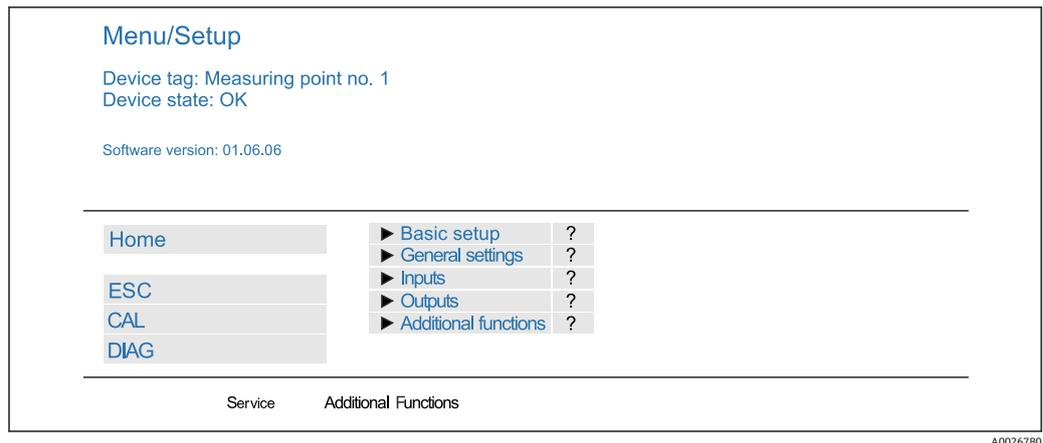 Menu/Setup
Device tag: Measuring point no. 1
Device state: OK
Software version: 01.06.06
Home
ESC
CAL
DIAG
► Basic setup ?
► General settings ?
► Inputs ?
► Outputs ?
► Additional functions ?
Service Additional Functions
A0026780